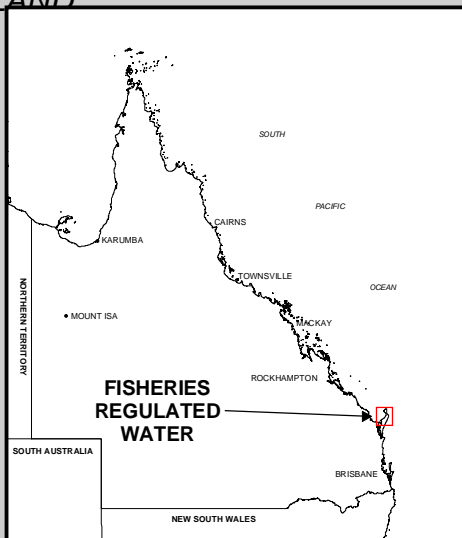 AND
SOUTH
PACIFIC
CAIRNS
KARUMBA
TOWNSVILLE
OCEAN
NORTHERN TERRITORY
MOUNT ISA
MACKAY
ROCKHAMPTON
FISHERIES
REGULATED
WATER
SOUTH AUSTRALIA
BRISBANE
NEW SOUTH WALES